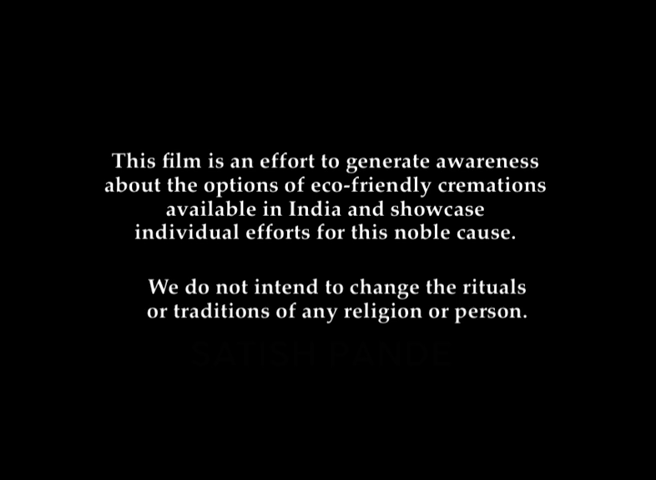 This film is an effort to generate awareness
about the options of eco-friendly cremations
available in India and showcase
individual efforts for this noble cause.
We do not intend to change the rituals
or traditions of any religion or person.
SATISH PANDE